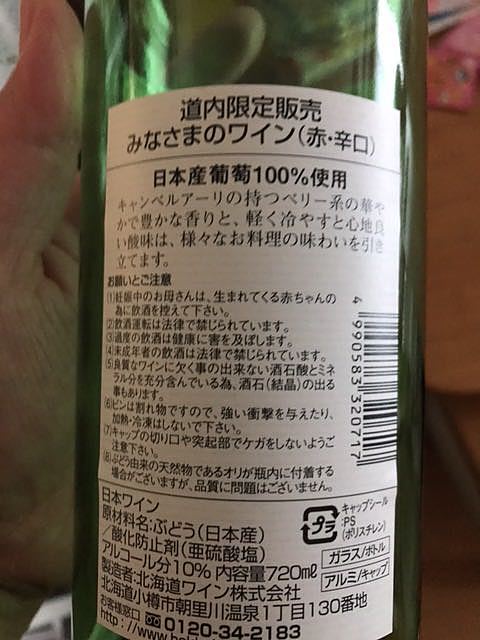 道内限定販売
みなさまのワイン(赤・辛口)
日本産葡萄100%使用
キャンベルアーリの持つベリー系の華や
かで豊かな香りと、軽く冷やすと心地良
い酸味は、様々なお料理の味わいを引き
立てます。
お願いとご注意
(1)妊娠中のお母さんは、生まれてくる赤ちゃんの
為に飲酒を控えて下さい。
(2)飲酒運転は法律で禁じられています。
(3)過度の飲酒は健康に害を及ぼします。
(4)未成年者の飲酒は法律で禁じられています。
(5)良質なワインに欠く事の出来ない酒石酸とミネ
ラル分を充分含んでいる為、酒石(結晶)の出る
事もあります。
(6)ビンは割れ物ですので、強い衝撃を与えたり、
加熱・冷凍はしないで下さい。
(7)キャップの切り口や突起部でケガをしないようご
注意下さい。
(8)ぶどう由来の天然物であるオリが瓶内に付着する
場合がございますが、品質に問題はございません。
4990583320717
日本ワイン
原材料名:ぶどう(日本産)
/酸化防止剤(亜硫酸塩)
アルコール分10% 内容量720㎖
製造者:北海道ワイン株式会社
北海道小樽市朝里川温泉1丁目130番地
お客様窓口 0120-34-2183
プラ
キャップシール
:PS
(ポリスチレン)
ガラス/ボトル
アルミ/キャップ